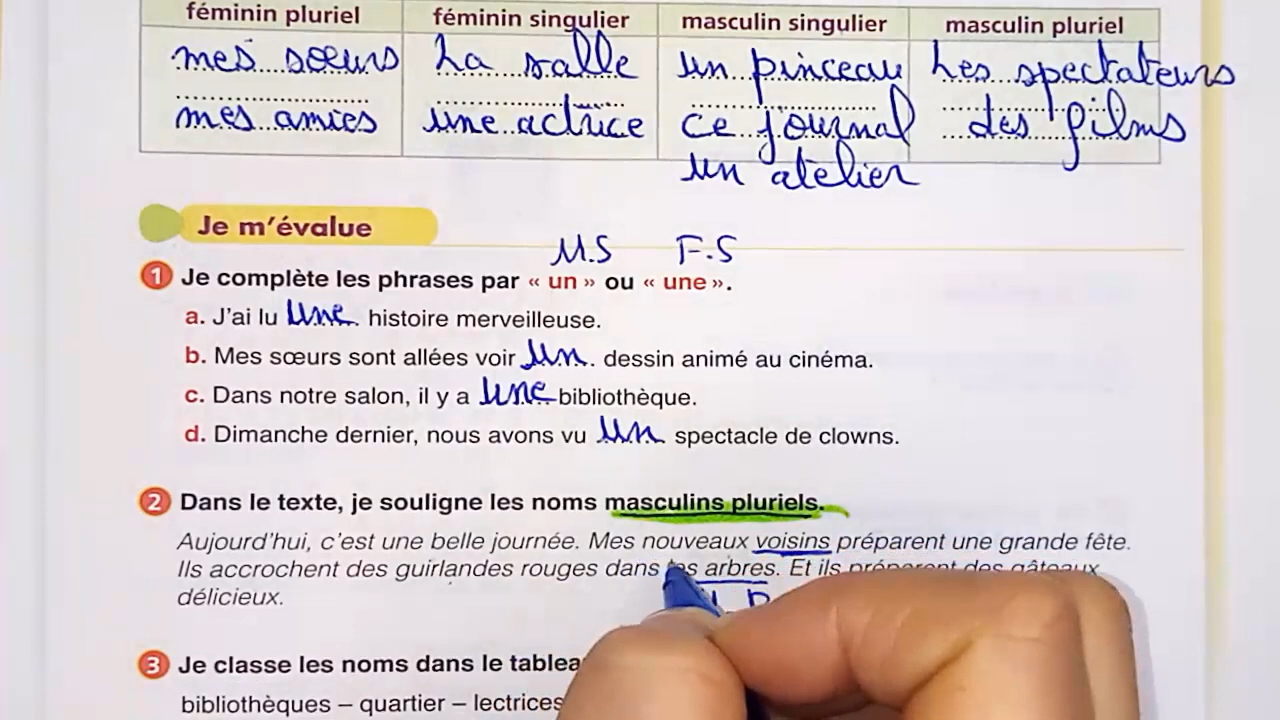 féminin pluriel féminin singulier masculin singulier masculin pluriel
mes sœurs La salle un pinceau Les spectateurs
mes amies une actrice ce journal des films
un atelier
Je m'évalue
M.S F.S
1 Je complète les phrases par « un » ou « une ».
a. J'ai lu une histoire merveilleuse.
b. Mes sœurs sont allées voir un dessin animé au cinéma.
c. Dans notre salon, il y a une bibliothèque.
d. Dimanche dernier, nous avons vu un spectacle de clowns.
2 Dans le texte, je souligne les noms masculins pluriels.
Aujourd'hui, c'est une belle journée. Mes nouveaux voisins préparent une grande fête.
Ils accrochent des guirlandes rouges dans les arbres. Et ils préparent des gâteaux
délicieux.
3 Je classe les noms dans le
bibliothèques – quartier – lectrices